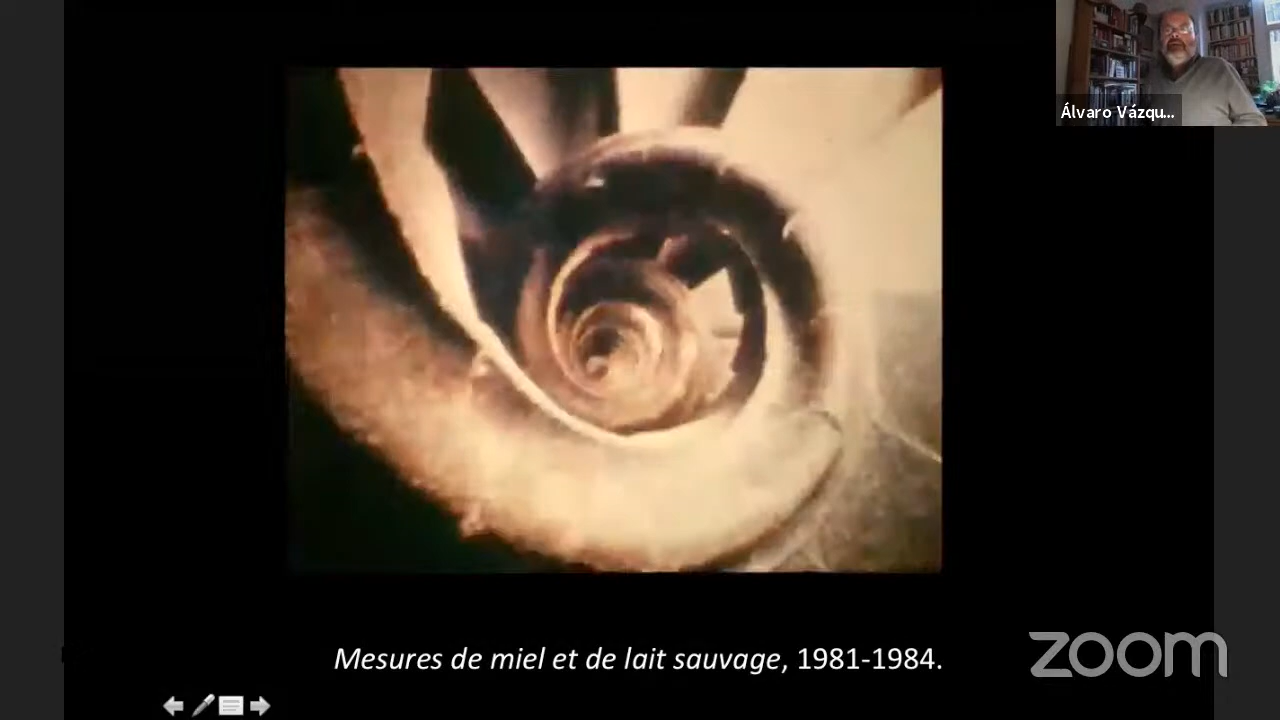 Álvaro Vázqu...
Mesures de miel et de lait sauvage, 1981-1984.
zoom